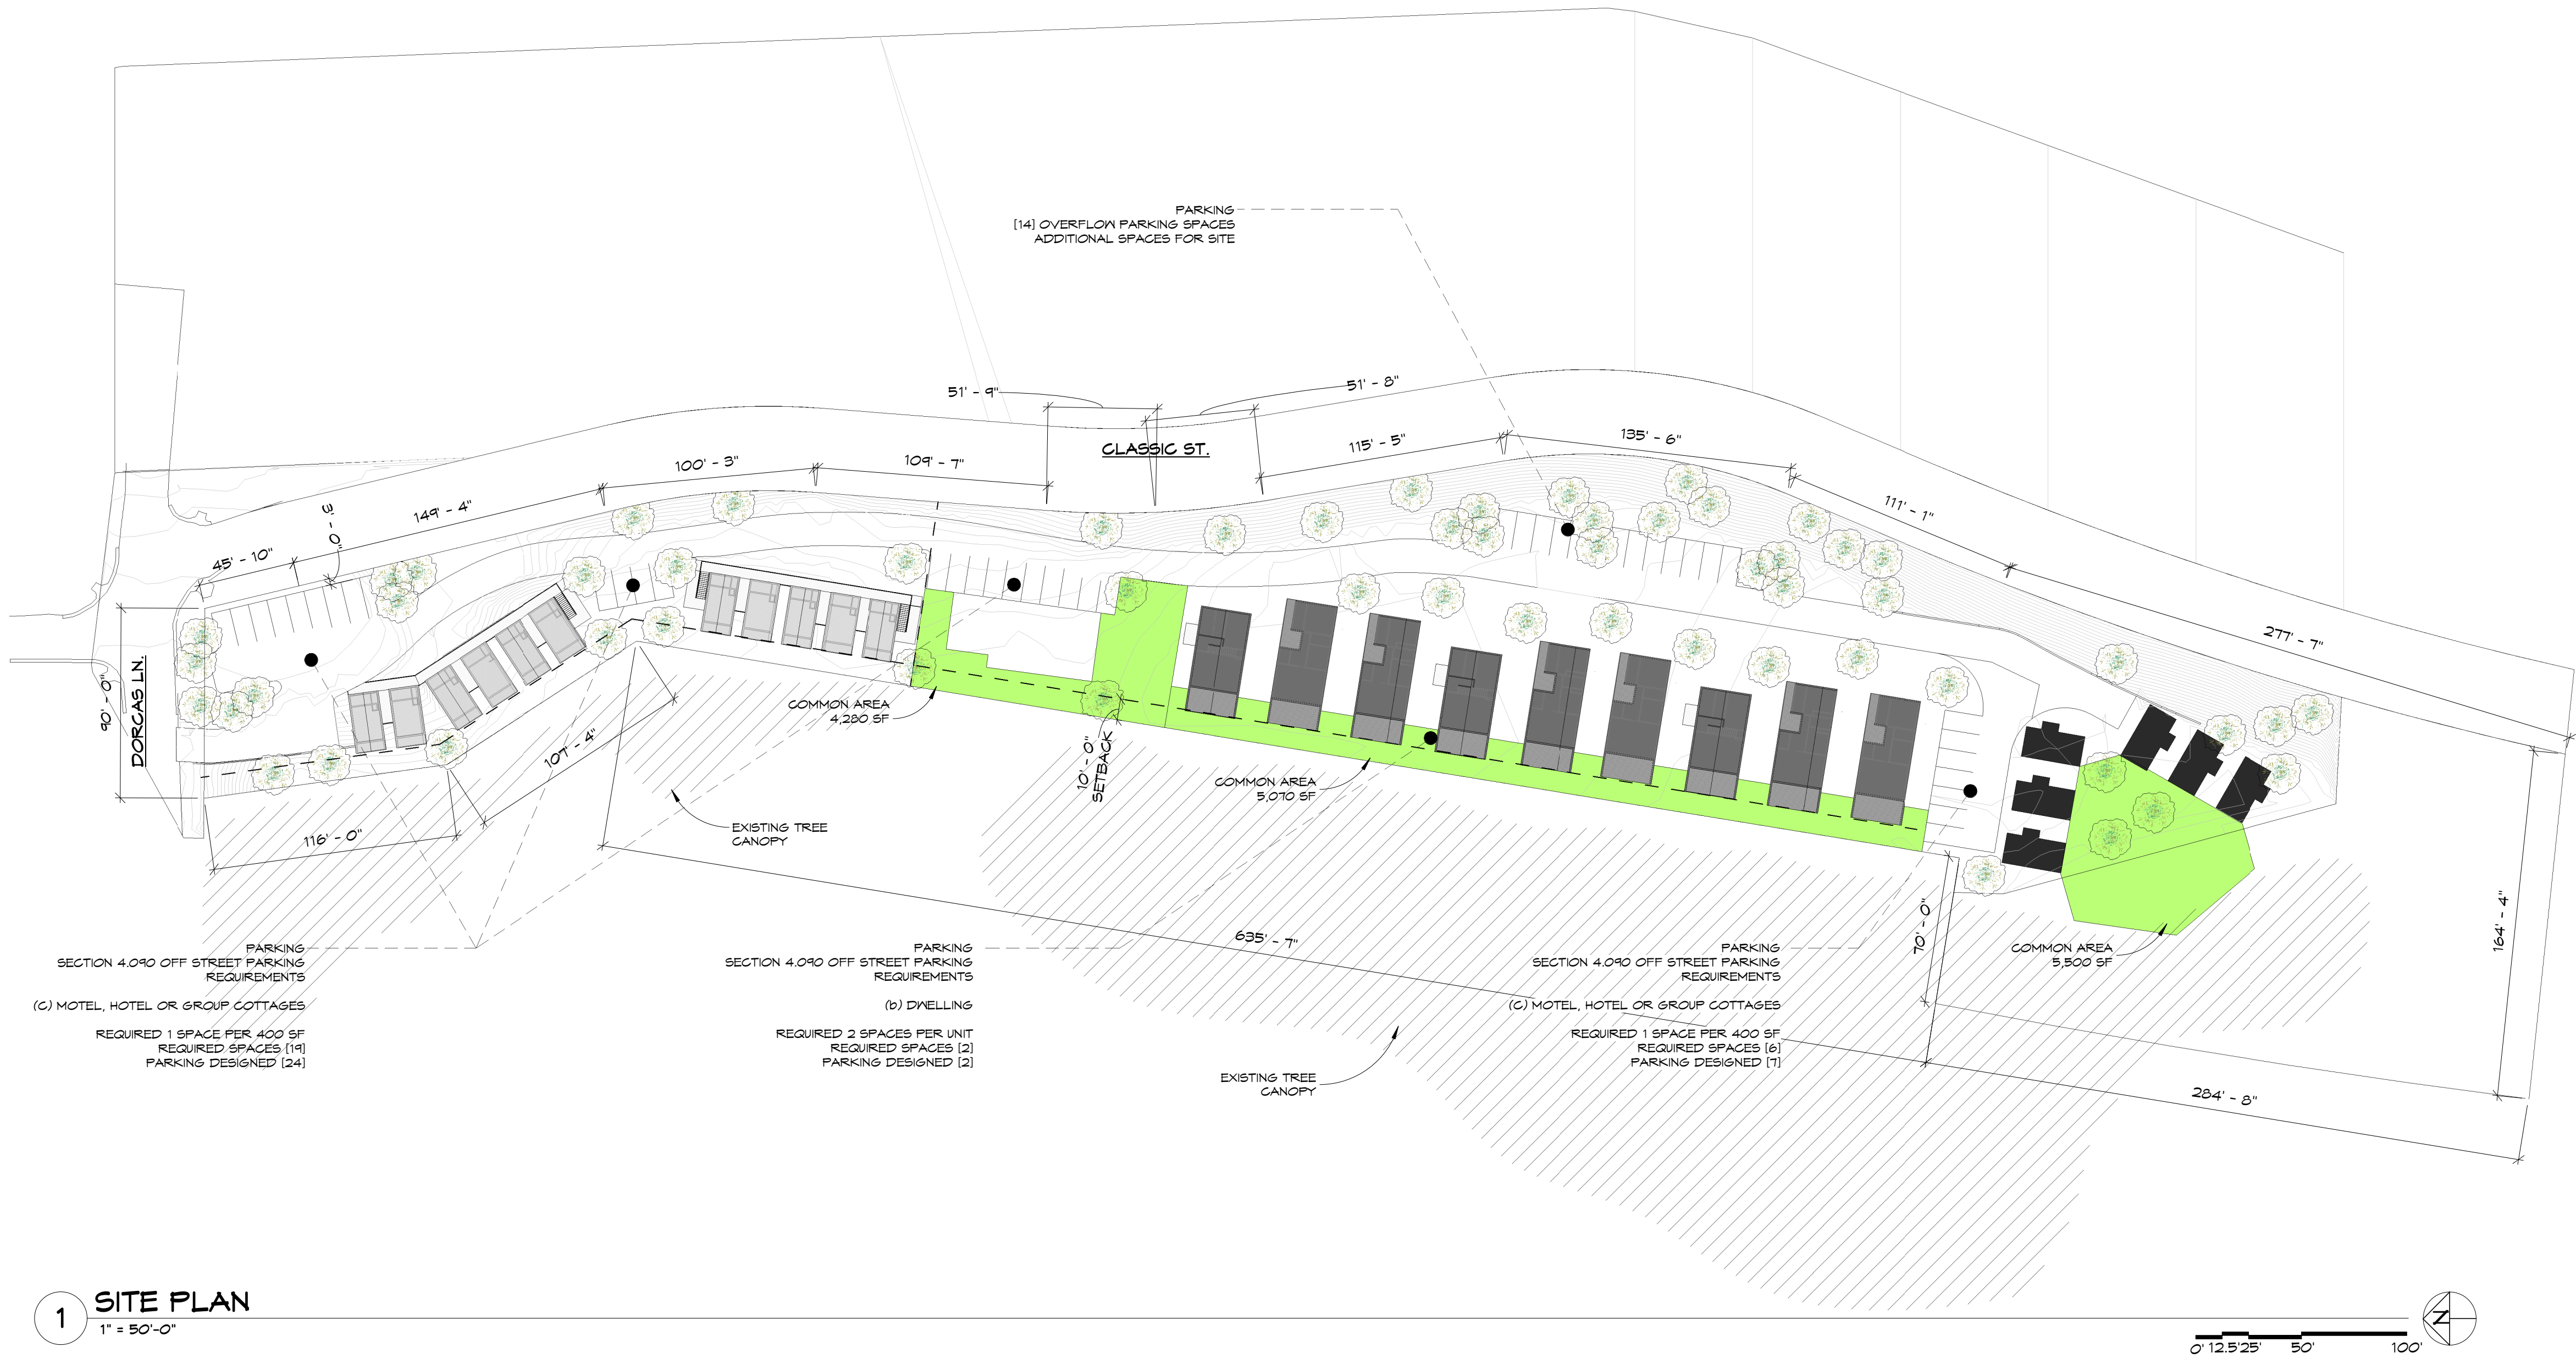 PARKING
[14] OVERFLOW PARKING SPACES
ADDITIONAL SPACES FOR SITE
51' - 9"
51' - 8"
CLASSIC ST.
115' - 5"
135' - 6"
111' - 1"
277' - 7"
109' - 7"
100' - 3"
149' - 4"
3' - 0"
45' - 10"
90' - 0"
DORCAS LN.
116' - 0"
107' - 4"
COMMON AREA
4,280 SF
EXISTING TREE
CANOPY
10' - 0"
SETBACK
COMMON AREA
5,070 SF
635' - 7"
70' - 0"
COMMON AREA
5,500 SF
164' - 4"
284' - 8"
PARKING
SECTION 4.090 OFF STREET PARKING
REQUIREMENTS
(C) MOTEL, HOTEL OR GROUP COTTAGES
REQUIRED 1 SPACE PER 400 SF
REQUIRED SPACES [19]
PARKING DESIGNED [24]
PARKING
SECTION 4.090 OFF STREET PARKING
REQUIREMENTS
(b) DWELLING
REQUIRED 2 SPACES PER UNIT
REQUIRED SPACES [2]
PARKING DESIGNED [2]
EXISTING TREE
CANOPY
PARKING
SECTION 4.090 OFF STREET PARKING
REQUIREMENTS
(C) MOTEL, HOTEL OR GROUP COTTAGES
REQUIRED 1 SPACE PER 400 SF
REQUIRED SPACES [6]
PARKING DESIGNED [7]
1
SITE PLAN
1" = 50'-0"
N
0' 12.5' 25' 50' 100'